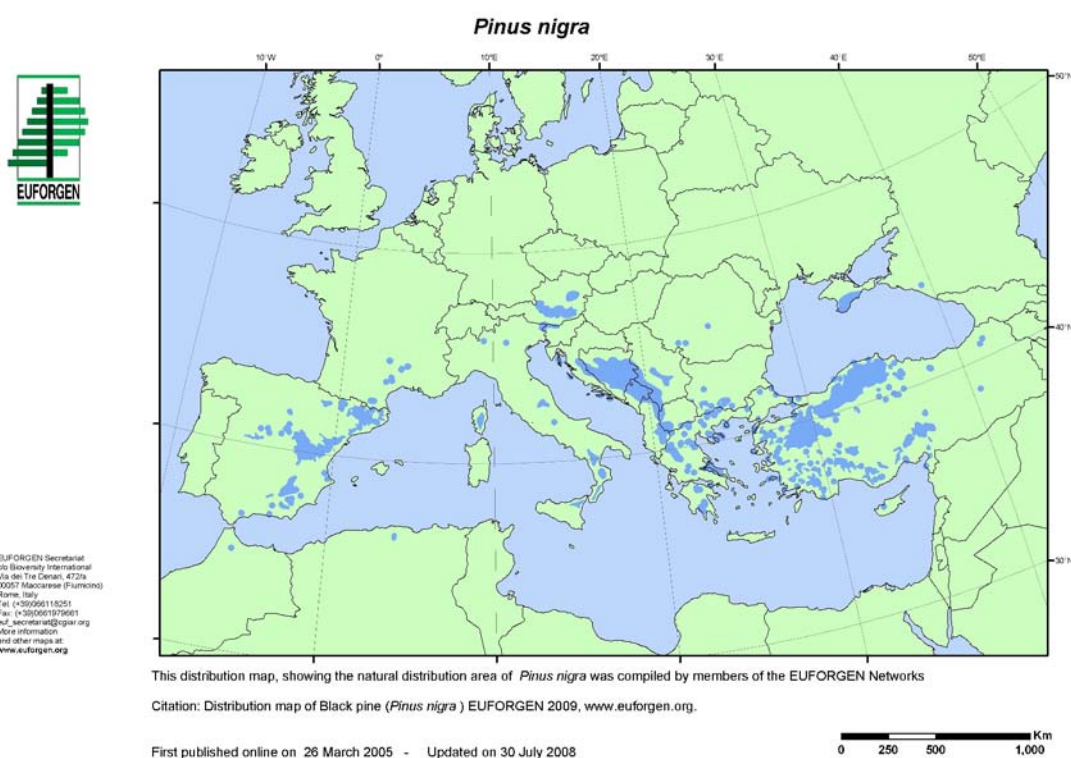 Pinus nigra
10°W 0° 10°E 20°E 30°E 40°E 50°E
50°N
40°N
30°N
EUFORGEN
EUFORGEN Secretariat
c/o Bioversity International
Via dei Tre Denari, 472/a
00057 Maccarese (Fiumicino)
Rome, Italy
Tel. (+39)066118251
Fax: (+39)0661979661
euf_secretariat@cgiar.org
More information
and other maps at:
www.euforgen.org
This distribution map, showing the natural distribution area of Pinus nigra was compiled by members of the EUFORGEN Networks
Citation: Distribution map of Black pine (Pinus nigra ) EUFORGEN 2009, www.euforgen.org.
First published online on 26 March 2005 - Updated on 30 July 2008
Km
0 250 500 1,000